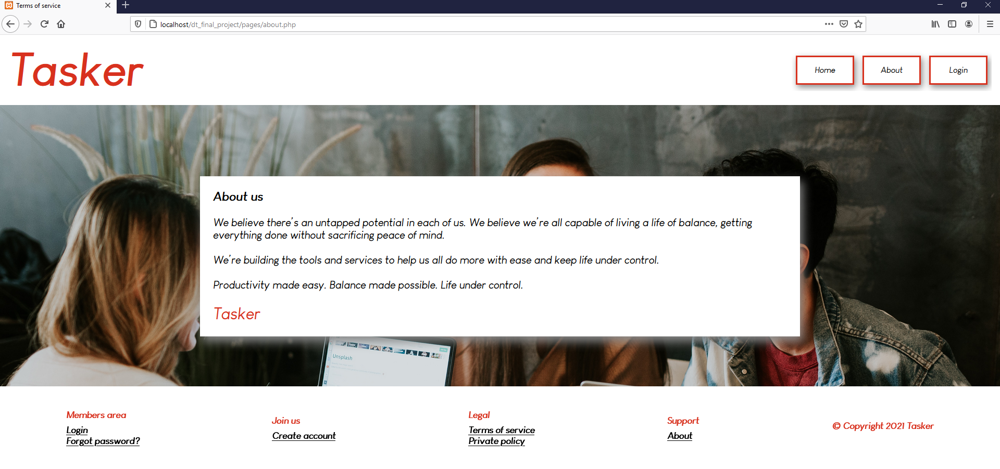 Terms of service
localhost/dt_final_project/pages/about.php
Tasker
Home
About
Login
About us
We believe there's an untapped potential in each of us. We believe we're all capable of living a life of balance, getting
everything done without sacrificing peace of mind.
We're building the tools and services to help us all do more with ease and keep life under control.
Productivity made easy. Balance made possible. Life under control.
Tasker
Unsplash
Members area
Login
Forgot password?
Join us
Create account
Legal
Terms of service
Private policy
Support
About
© Copyright 2021 Tasker